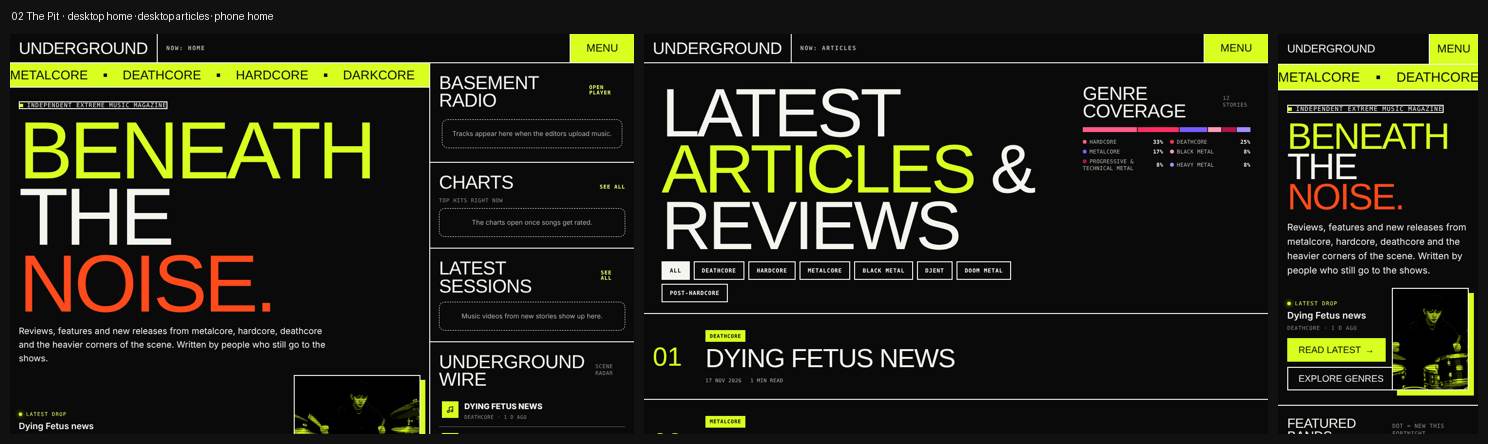 02 The Pit · desktop home · desktop articles · phone home
UNDERGROUND
NOW: HOME
MENU
METALCORE ▪ DEATHCORE ▪ HARDCORE ▪ DARKCORE
INDEPENDENT EXTREME MUSIC MAGAZINE
BENEATH
THE
NOISE.
Reviews, features and new releases from metalcore, hardcore, deathcore
and the heavier corners of the scene. Written by people who still go to the
shows.
LATEST DROP
Dying Fetus news
BASEMENT
RADIO
OPEN
PLAYER
Tracks appear here when the editors upload music.
CHARTS
SEE ALL
TOP HITS RIGHT NOW
The charts open once songs get rated.
LATEST
SESSIONS
SEE
ALL
Music videos from new stories show up here.
UNDERGROUND
WIRE
SCENE
RADAR
DYING FETUS NEWS
DEATHCORE · 1 D AGO
UNDERGROUND
NOW: ARTICLES
MENU
LATEST
ARTICLES &
REVIEWS
GENRE
COVERAGE
12
STORIES
HARDCORE 33% DEATHCORE 25%
METALCORE 17% BLACK METAL 8%
PROGRESSIVE &
TECHNICAL METAL 8% HEAVY METAL 8%
ALL DEATHCORE HARDCORE METALCORE BLACK METAL DJENT DOOM METAL
POST-HARDCORE
DEATHCORE
01 DYING FETUS NEWS
17 NOV 2026 1 MIN READ
METALCORE
UNDERGROUND
MENU
METALCORE ▪ DEATHCORE
INDEPENDENT EXTREME MUSIC MAGAZINE
BENEATH
THE
NOISE.
Reviews, features and new releases from
metalcore, hardcore, deathcore and the
heavier corners of the scene. Written by
people who still go to the shows.
LATEST DROP
Dying Fetus news
DEATHCORE · 1 D AGO
READ LATEST →
EXPLORE GENRES
FEATURED
DOT = NEW THIS